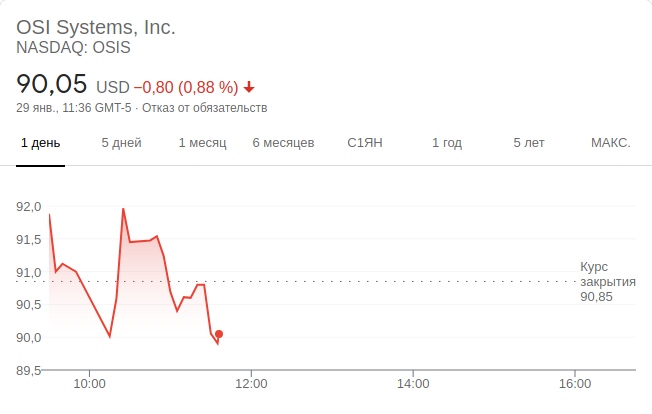 OSI Systems, Inc.
NASDAQ: OSIS
90,05 USD −0,80 (0,88 %)
29 янв., 11:36 GMT-5 · Отказ от обязательств
1 день 5 дней 1 месяц 6 месяцев С1ЯН 1 год 5 лет МАКС.
92,0
91,5
91,0
90,5
90,0
89,5
Курс
закрытия
90,85
10:00 12:00 14:00 16:00